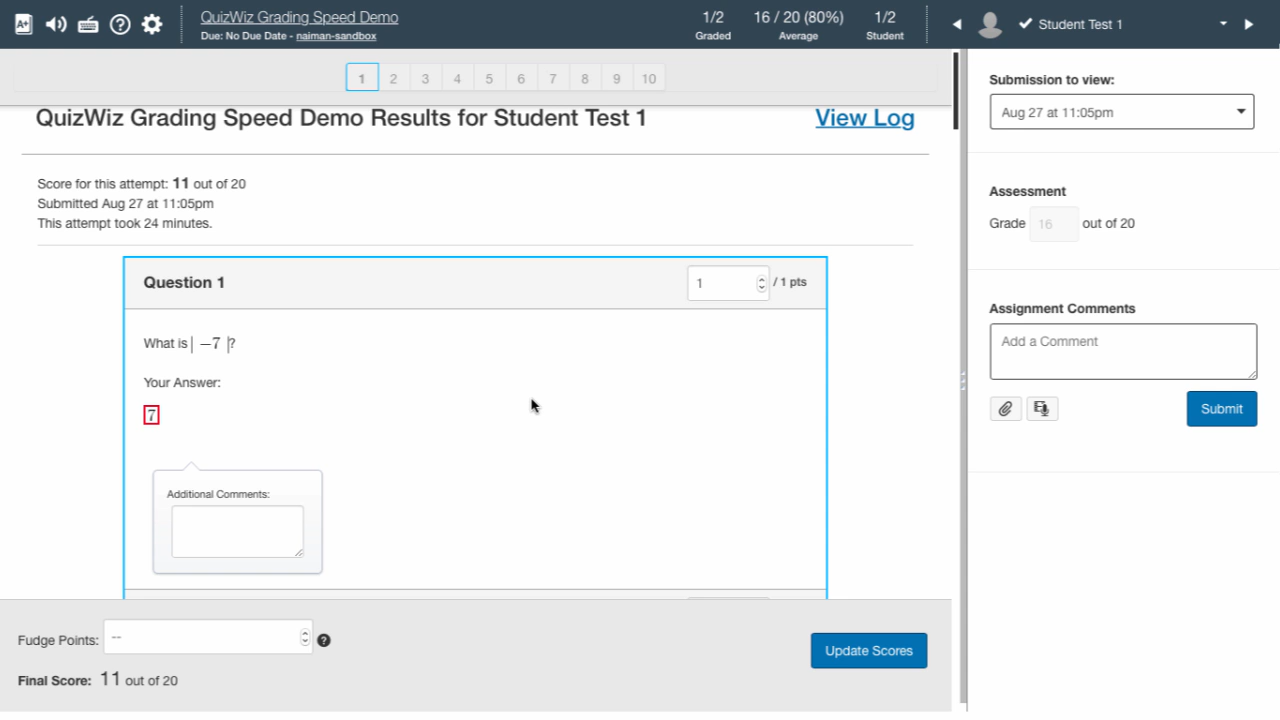 A+
QuizWiz Grading Speed Demo
Due: No Due Date - naiman-sandbox
1/2
Graded
16 / 20 (80%)
Average
1/2
Student
Student Test 1
1 2 3 4 5 6 7 8 9 10
QuizWiz Grading Speed Demo Results for Student Test 1
View Log
Score for this attempt: 11 out of 20
Submitted Aug 27 at 11:05pm
This attempt took 24 minutes.
Question 1
1 / 1 pts
What is | −7 |?
Your Answer:
7
Additional Comments:
Fudge Points: --
Final Score: 11 out of 20
Update Scores
Submission to view:
Aug 27 at 11:05pm
Assessment
Grade 16 out of 20
Assignment Comments
Add a Comment
Submit